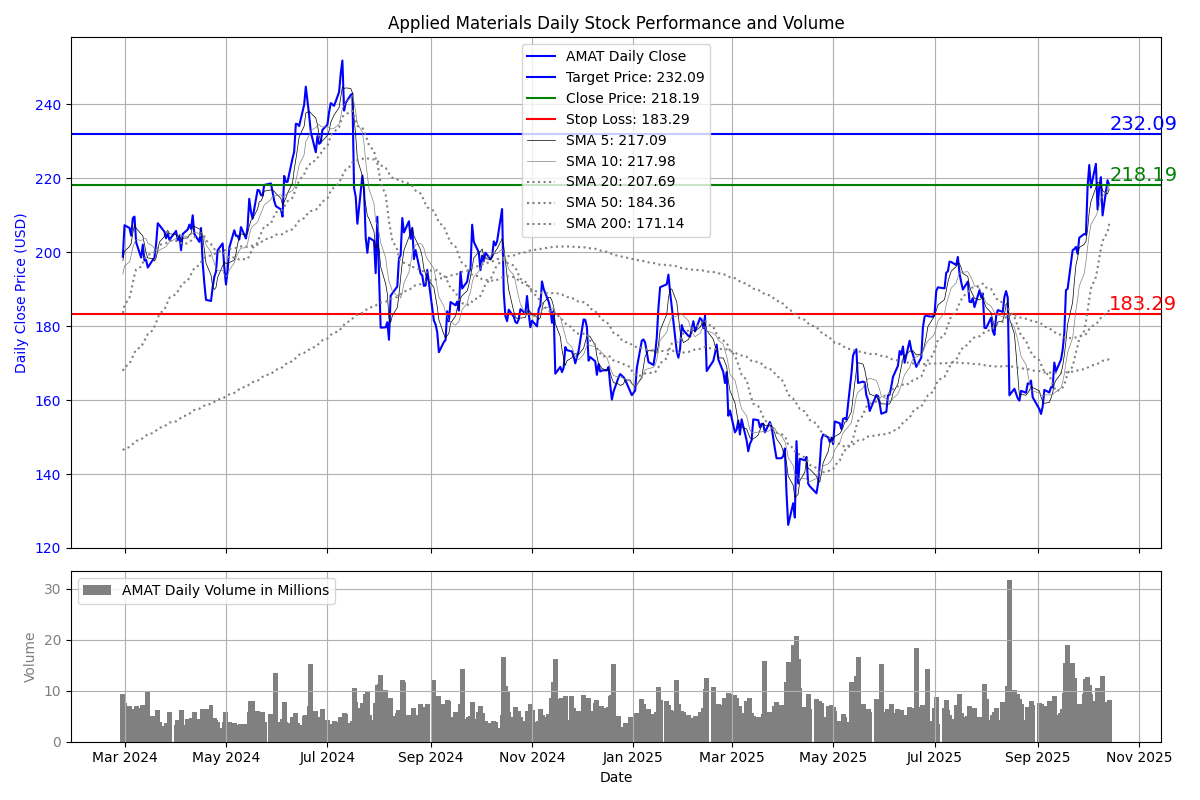 Applied Materials Daily Stock Performance and Volume
AMAT Daily Close
Target Price: 232.09
Close Price: 218.19
Stop Loss: 183.29
SMA 5: 217.09
SMA 10: 217.98
SMA 20: 207.69
SMA 50: 184.36
SMA 200: 171.14
232.09
218.19
183.29
240
220
200
180
160
140
120
Daily Close Price (USD)
AMAT Daily Volume in Millions
30
20
10
0
Volume
Mar 2024 May 2024 Jul 2024 Sep 2024 Nov 2024 Jan 2025 Mar 2025 May 2025 Jul 2025 Sep 2025 Nov 2025
Date